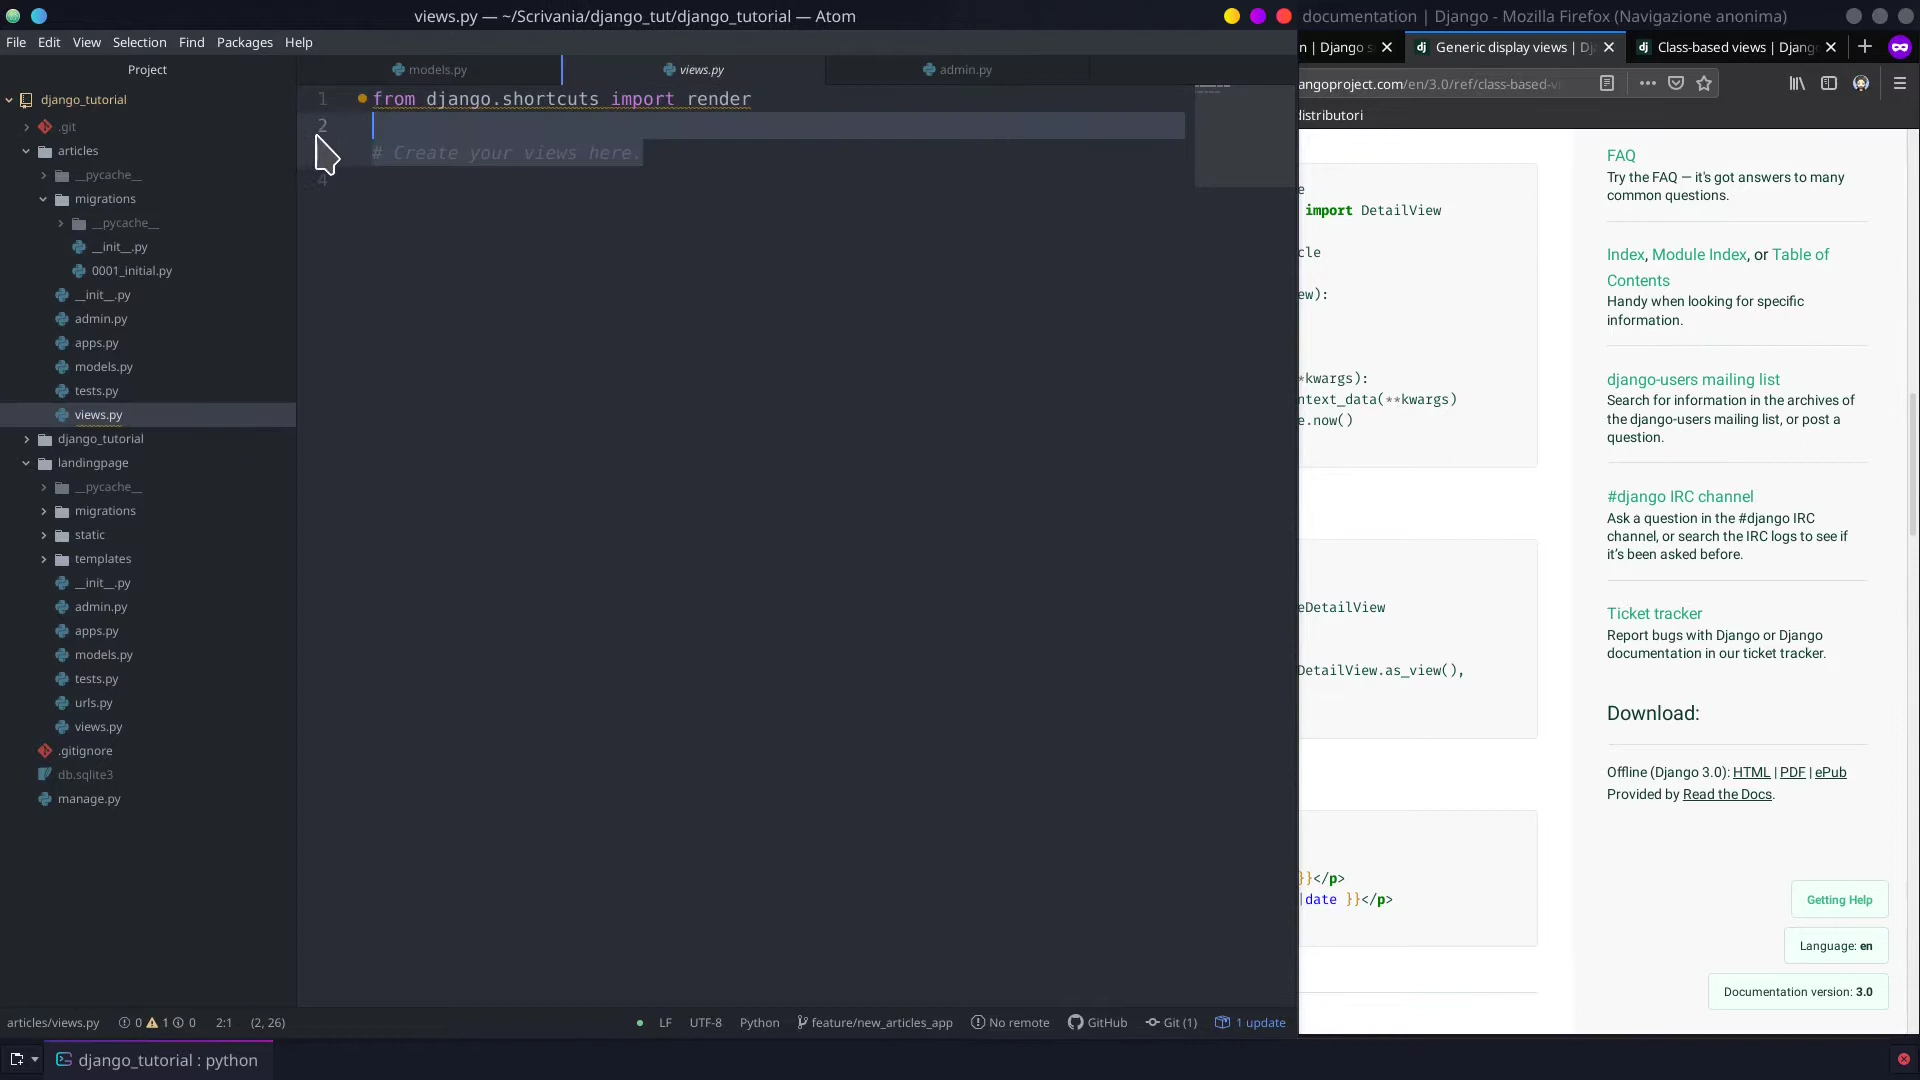 views.py — ~/Scrivania/django_tut/django_tutorial — Atom
documentation | Django - Mozilla Firefox (Navigazione anonima)
File Edit View Selection Find Packages Help
n | Django s
Generic display views | Dj
Class-based views | Djang
Project
models.py
views.py
admin.py
angoproject.com/en/3.0/ref/class-based-vi
distributori
django_tutorial
.git
articles
__pycache__
migrations
__pycache__
__init__.py
0001_initial.py
__init__.py
admin.py
apps.py
models.py
tests.py
views.py
django_tutorial
landingpage
__pycache__
migrations
static
templates
__init__.py
admin.py
apps.py
models.py
tests.py
urls.py
views.py
.gitignore
db.sqlite3
manage.py
1 from django.shortcuts import render
2
# Create your views here.
4
e
import DetailView
cle
ew):
*kwargs):
ntext_data(**kwargs)
e.now()
eDetailView
DetailView.as_view(),
}}</p>
|date }}</p>
FAQ
Try the FAQ — it's got answers to many
common questions.
Index, Module Index, or Table of
Contents
Handy when looking for specific
information.
django-users mailing list
Search for information in the archives of
the django-users mailing list, or post a
question.
#django IRC channel
Ask a question in the #django IRC
channel, or search the IRC logs to see if
it's been asked before.
Ticket tracker
Report bugs with Django or Django
documentation in our ticket tracker.
Download:
Offline (Django 3.0): HTML | PDF | ePub
Provided by Read the Docs.
Getting Help
Language: en
Documentation version: 3.0
articles/views.py 0 1 0 2:1 (2, 26)
LF UTF-8 Python feature/new_articles_app No remote GitHub Git (1) 1 update
django_tutorial : python